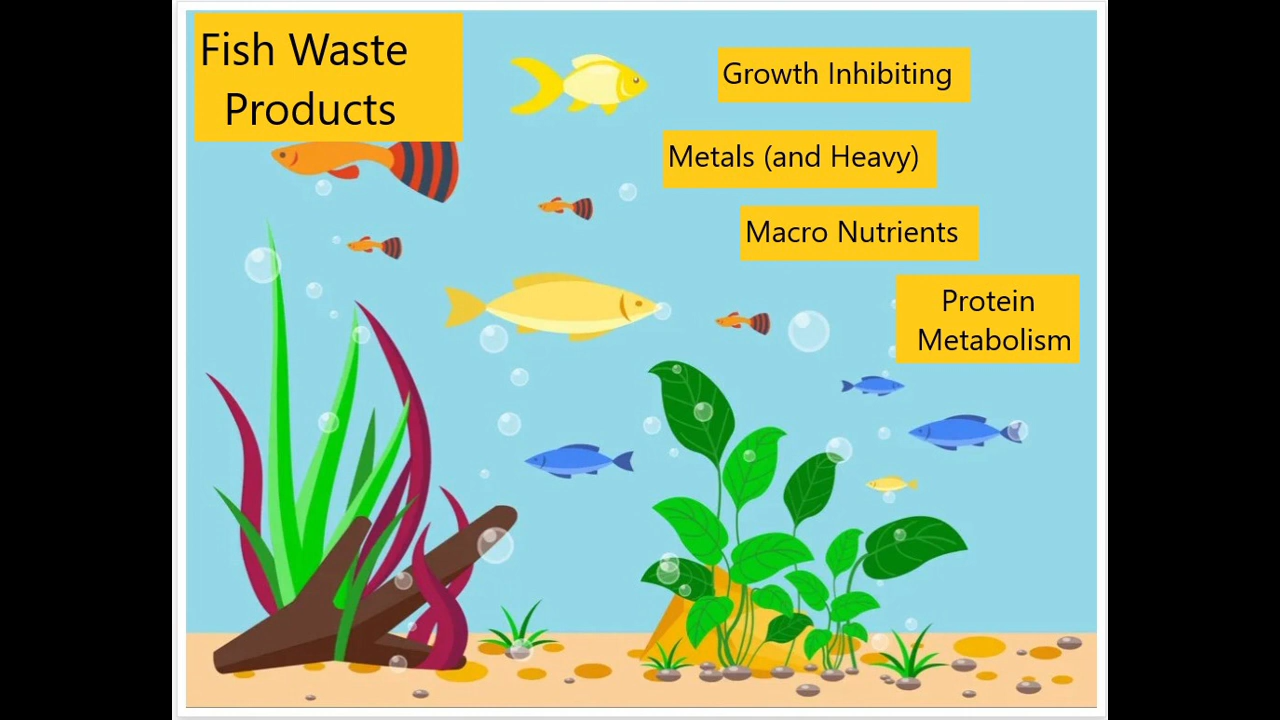 Fish Waste
Products
Growth Inhibiting
Metals (and Heavy)
Macro Nutrients
Protein
Metabolism